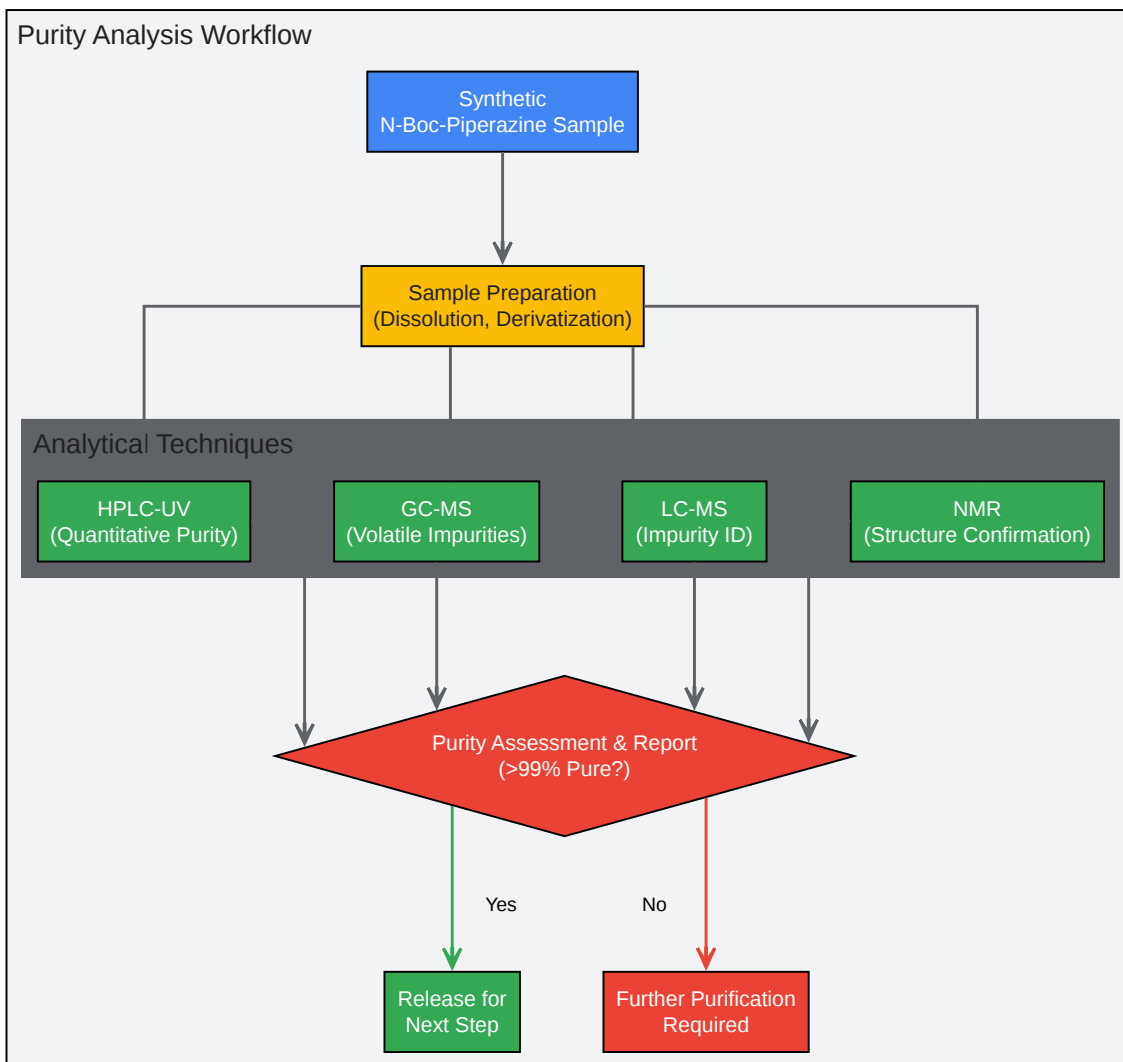 Purity Analysis Workflow
Synthetic
N-Boc-Piperazine Sample
Sample Preparation
(Dissolution, Derivatization)
Analytical Techniques
HPLC-UV
(Quantitative Purity)
GC-MS
(Volatile Impurities)
LC-MS
(Impurity ID)
NMR
(Structure Confirmation)
Purity Assessment & Report
(>99% Pure?)
Yes
No
Release for
Next Step
Further Purification
Required